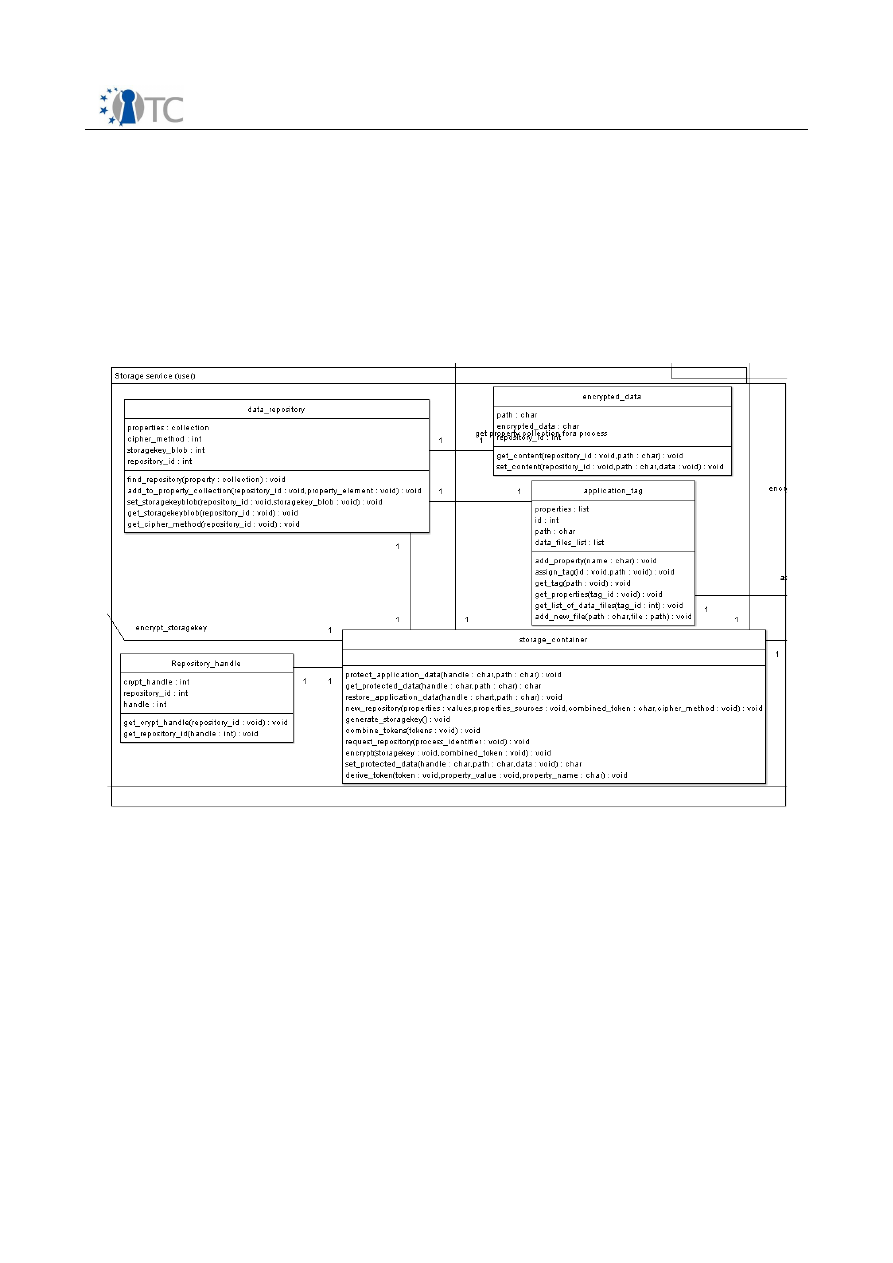 TC
Storage service (use()
data_repository
properties : collection
cipher_method : int
storagekey_blob : int
repository_id : int
find_repository(property : collection) : void
add_to_property_collection(repository_id : void,property_element : void) : void
set_storagekeyblob(repository_id : void,storagekey_blob : void) : void
get_storagekeyblob(repository_id : void) : void
get_cipher_method(repository_id : void) : void
encrypted_data
path : char
encrypted_data : char
get property collection for a process
repository_id : int
get_content(repository_id : void,path : char) : void
set_content(repository_id : void,path : char,data : void) : void
1
1
1
1
application_tag
properties : list
id : int
path : char
data_files_list : list
add_property(name : char) : void
assign_tag(id : void,path : void) : void
get_tag(path : void) : void
get_properties(tag_id : void) : void
get_list_of_data_files(tag_id : int) : void
add_new_file(path : char,file : path) : void
1
1
1
1
1
encrypt_storagekey
1
1
Repository_handle
crypt_handle : int
repository_id : int
handle : int
get_crypt_handle(repository_id : void) : void
get_repository_id(handle : int) : void
1
1
storage_container
protect_application_data(handle : char,path : char) : void
get_protected_data(handle : char,path : char) : char
restore_application_data(handle : chart,path : char) : void
new_repository(properties : values,properties_sources : void,combined_token : char,cipher_method : void) : void
generate_storagekey() : void
combine_tokens(tokens : void) : void
request_repository(process_identifier : void) : void
encrypt(storagekey : void,combined_token : void) : void
set_protected_data(handle : char,path : char,data : void) : char
derive_token(token : void,property_value : void,property_name : char() : void